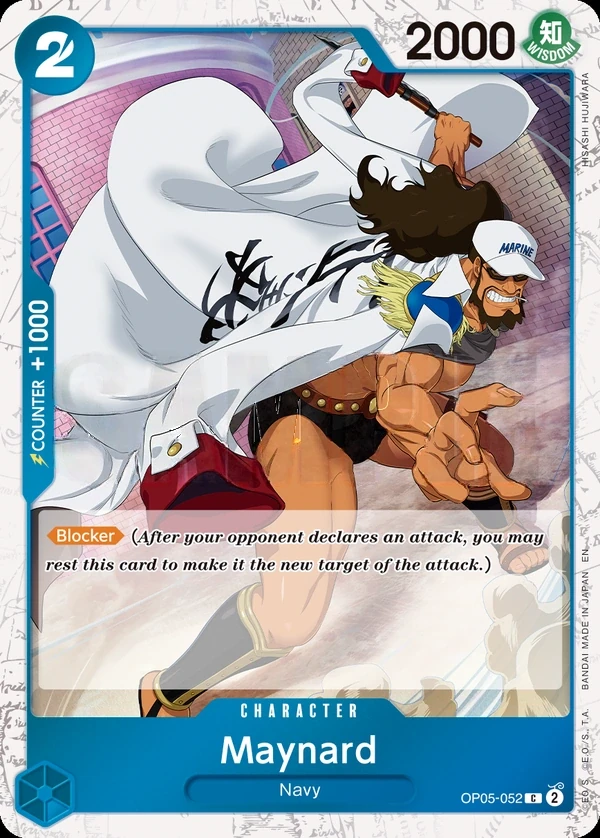 2
2000
知
WISDOM
HISASHI HUJIWARA
MARINE
COUNTER +1000
Blocker (After your opponent declares an attack, you may
rest this card to make it the new target of the attack.)
BANDAI MADE IN JAPAN EN
CHARACTER
Maynard
Navy
OP05-052 C 2